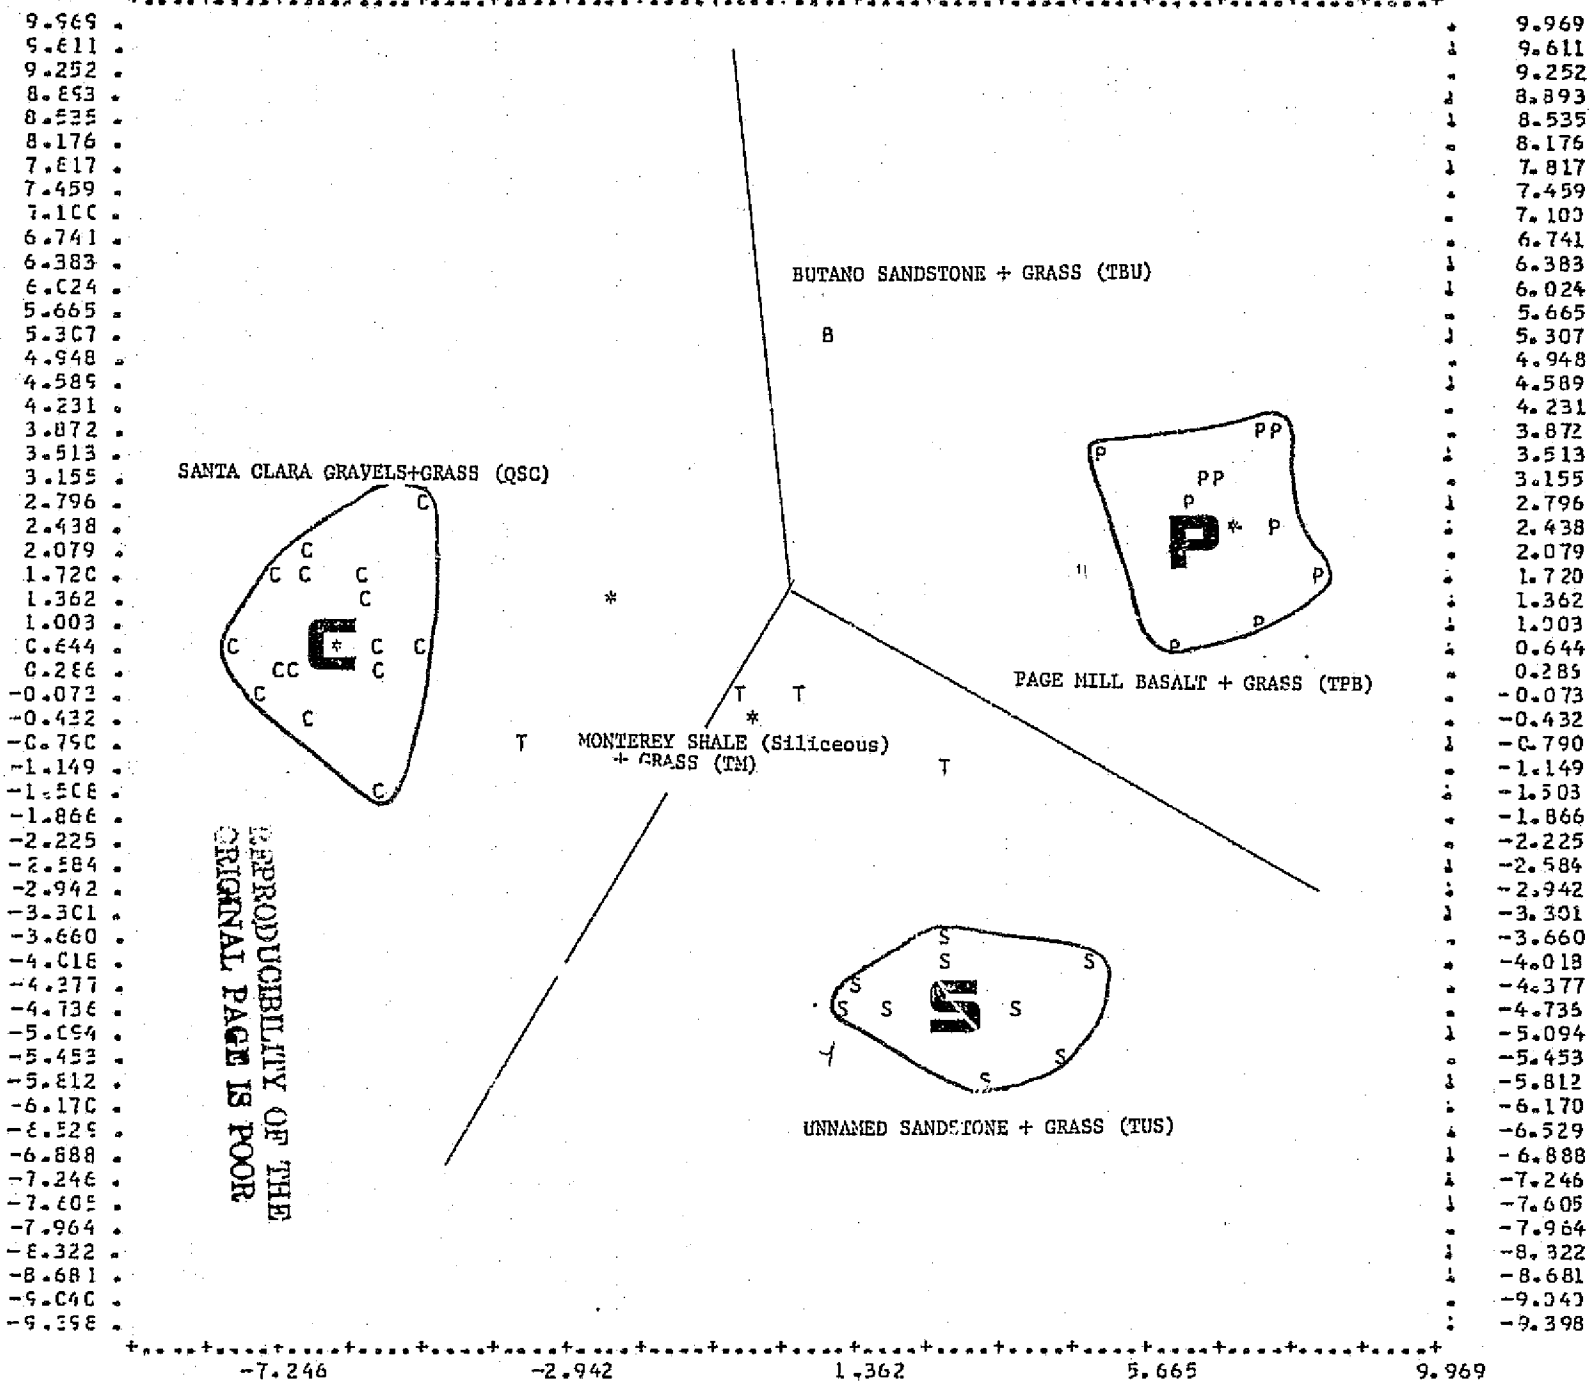 9.969 . . 9.969
9.611 . 9.611
9.252 . . 9.252
8.893 . 8.893
8.535 . 8.535
8.176 . . 8.176
7.817 . 7.817
7.459 . . 7.459
7.100 . . 7.100
6.741 . . 6.741
6.383 . 6.383
BUTANO SANDSTONE + GRASS (TBU)
6.024 . 6.024
5.665 . . 5.665
5.307 . B 5.307
4.948 . . 4.948
4.589 . 4.589
4.231 . . 4.231
3.872 . PP . 3.872
3.513 . P . 3.513
SANTA CLARA GRAVELS+GRASS (QSC)
3.155 . PP . 3.155
2.796 . C P 2.796
2.438 . P * P 2.438
2.079 . C . 2.079
1.720 . C C C P . 1.720
1.362 . C * 1.362
1.003 . P 1.003
0.644 . C C * C C P 0.644
0.286 . CC C . 0.285
PAGE MILL BASALT + GRASS (TPB)
-0.073 . C T T . -0.073
-0.432 . C * . -0.432
-0.790 . T MONTEREY SHALE (Siliceous) -0.790
+ GRASS (TM)
-1.149 . T . -1.149
-1.508 . C -1.503
-1.866 . . -1.866
-2.225 . . -2.225
-2.584 . -2.584
-2.942 . -2.942
-3.301 . -3.301
-3.660 . S . -3.660
-4.018 . S S . -4.018
-4.377 . S . -4.377
-4.736 . S S S S . -4.735
-5.094 . -5.094
-5.453 . S . -5.453
-5.812 . S -5.812
-6.170 . -6.170
-6.529 . UNNAMED SANDSTONE + GRASS (TUS) -6.529
-6.888 . -6.888
-7.246 . -7.246
-7.605 . -7.605
-7.964 . . -7.964
-8.322 . -8.322
-8.681 . -8.681
-9.040 . . -9.040
-9.398 . -9.398
-7.246 -2.942 1.362 5.665 9.969
REPRODUCIBILITY OF THE
ORIGINAL PAGE IS POOR